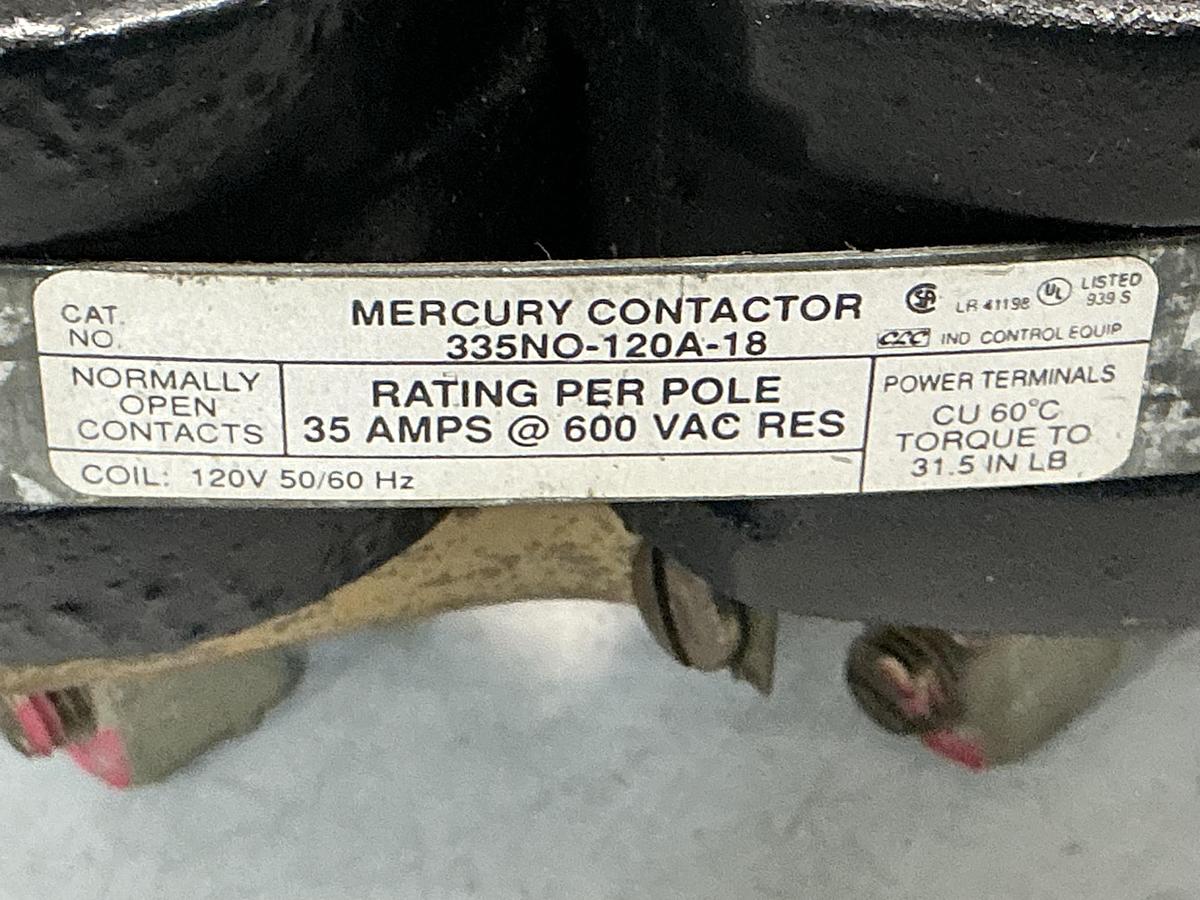 CAT.
NO.
MERCURY CONTACTOR
335NO-120A-18
SA LR 41198 UL LISTED
939 S
IND CONTROL EQUIP
NORMALLY
OPEN
CONTACTS
RATING PER POLE
35 AMPS @ 600 VAC RES
POWER TERMINALS
CU 60°C
TORQUE TO
31.5 IN LB
COIL: 120V 50/60 Hz